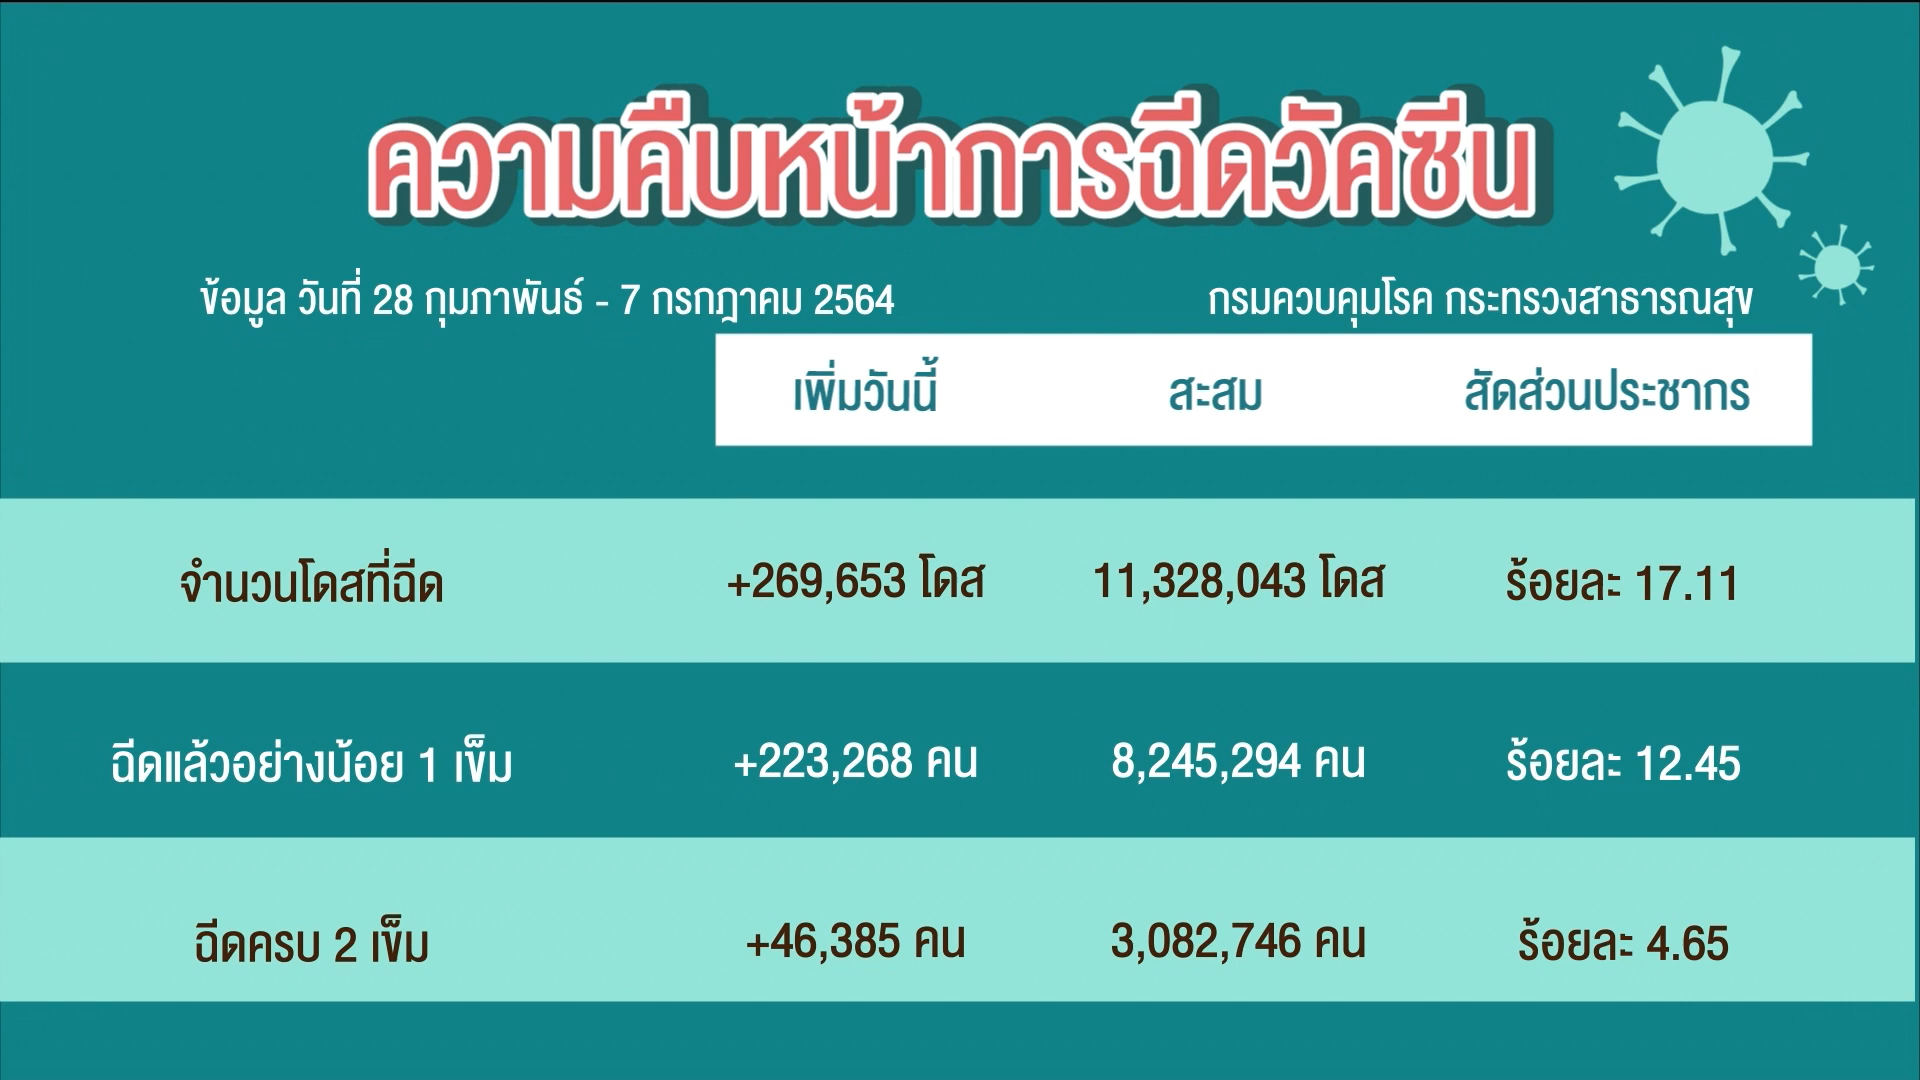 ความคืบหน้าการฉีดวัคซีน
ข้อมูล วันที่ 28 กุมภาพันธ์ - 7 กรกฎาคม 2564 กรมควบคุมโรค กระทรวงสาธารณสุข
เพิ่มวันนี้ สะสม สัดส่วนประชากร
จำนวนโดสที่ฉีด +269,653 โดส 11,328,043 โดส ร้อยละ 17.11
ฉีดแล้วอย่างน้อย 1 เข็ม +223,268 คน 8,245,294 คน ร้อยละ 12.45
ฉีดครบ 2 เข็ม +46,385 คน 3,082,746 คน ร้อยละ 4.65